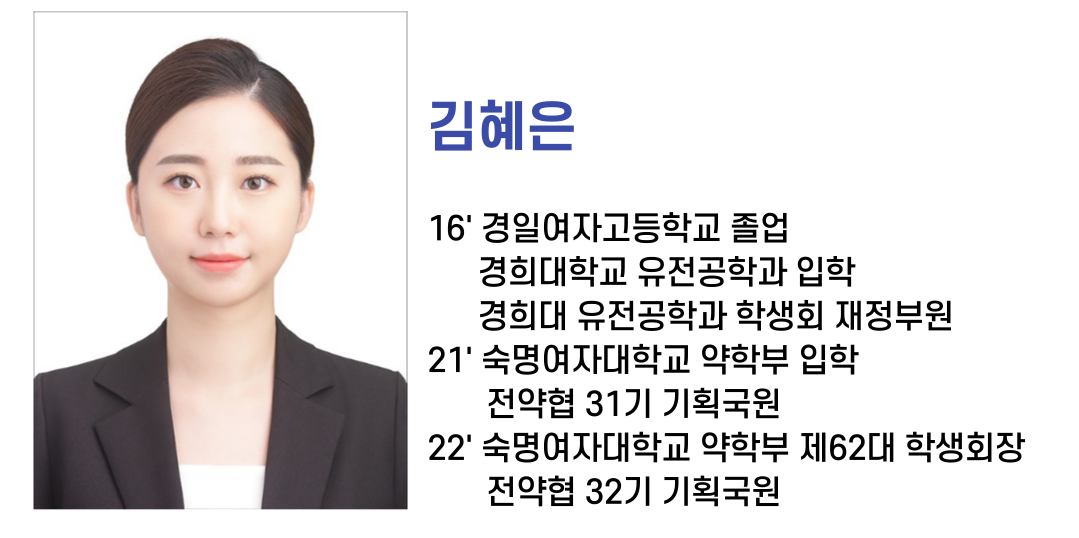 김혜은
16' 경일여자고등학교 졸업
경희대학교 유전공학과 입학
경희대 유전공학과 학생회 재정부원
21' 숙명여자대학교 약학부 입학
전약협 31기 기획국원
22' 숙명여자대학교 약학부 제62대 학생회장
전약협 32기 기획국원